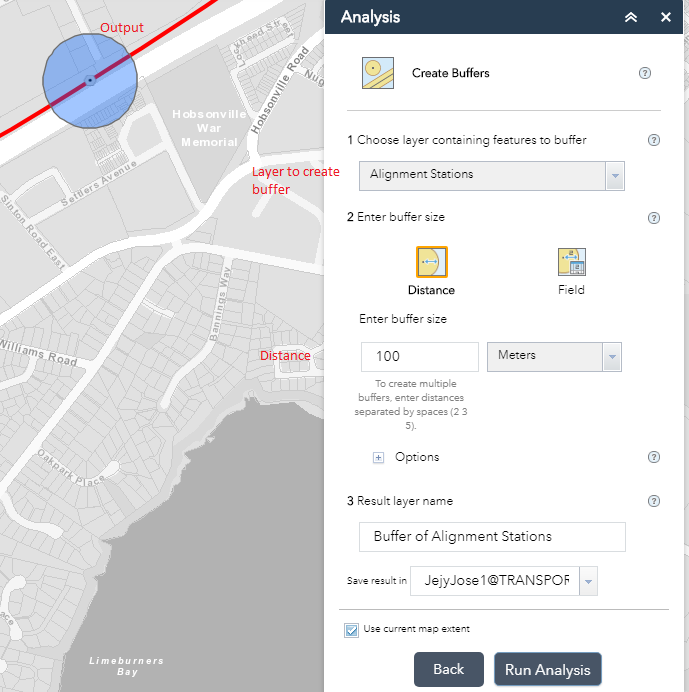 Output
Lockheed Street
Hobsonville Road
Nug
Hobsonville
War
Memorial
Layer to create
buffer
Settlers Avenue
Sinton Road East
Bannings Way
Williams Road
Distance
Oakpark Place
Limeburners
Bay
Analysis
Create Buffers
1 Choose layer containing features to buffer
Alignment Stations
2 Enter buffer size
Distance
Field
Enter buffer size
100
Meters
To create multiple
buffers, enter distances
separated by spaces (2 3
5).
Options
3 Result layer name
Buffer of Alignment Stations
Save result in
JejyJose1@TRANSPOR
Use current map extent
Back
Run Analysis